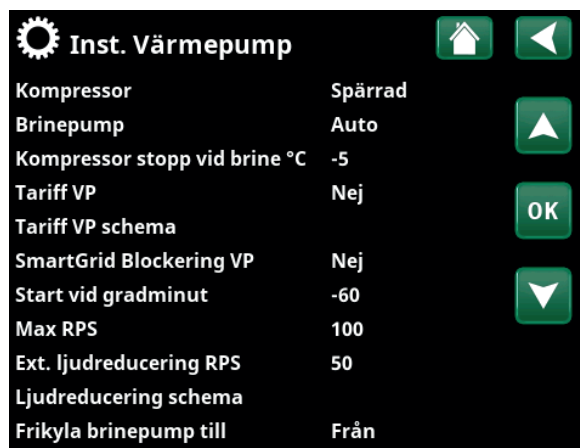 Inst. Värmepump
Kompressor Spärrad
Brinepump Auto
Kompressor stopp vid brine °C -5
Tariff VP Nej
Tariff VP schema
OK
SmartGrid Blockering VP Nej
Start vid gradminut -60
Max RPS 100
Ext. ljudreducering RPS 50
Ljudreducering schema
Frikyla brinepump till Från